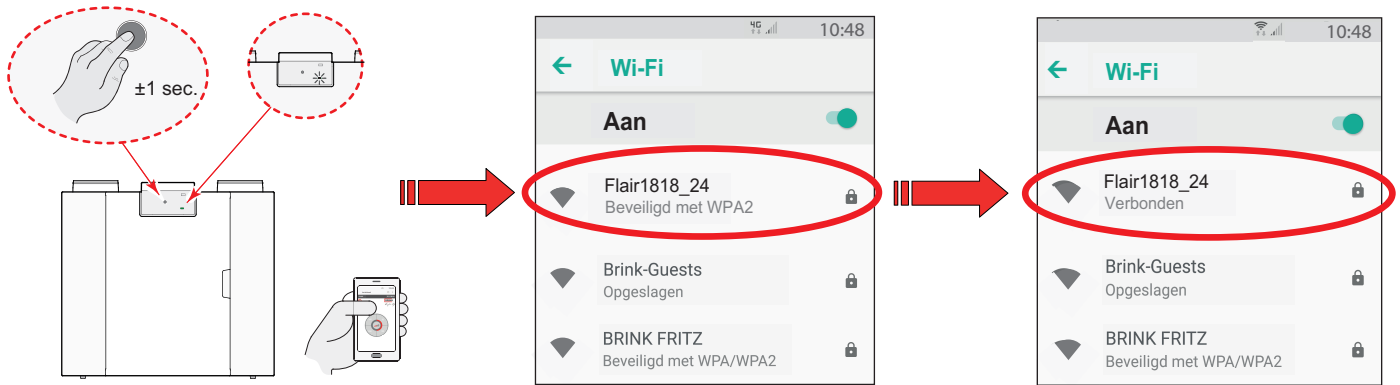 ±1 sec.
4G
10:48
Wi-Fi
Aan
Flair1818_24
Beveiligd met WPA2
Brink-Guests
Opgeslagen
BRINK FRITZ
Beveiligd met WPA/WPA2
10:48
Wi-Fi
Aan
Flair1818_24
Verbonden
Brink-Guests
Opgeslagen
BRINK FRITZ
Beveiligd met WPA/WPA2